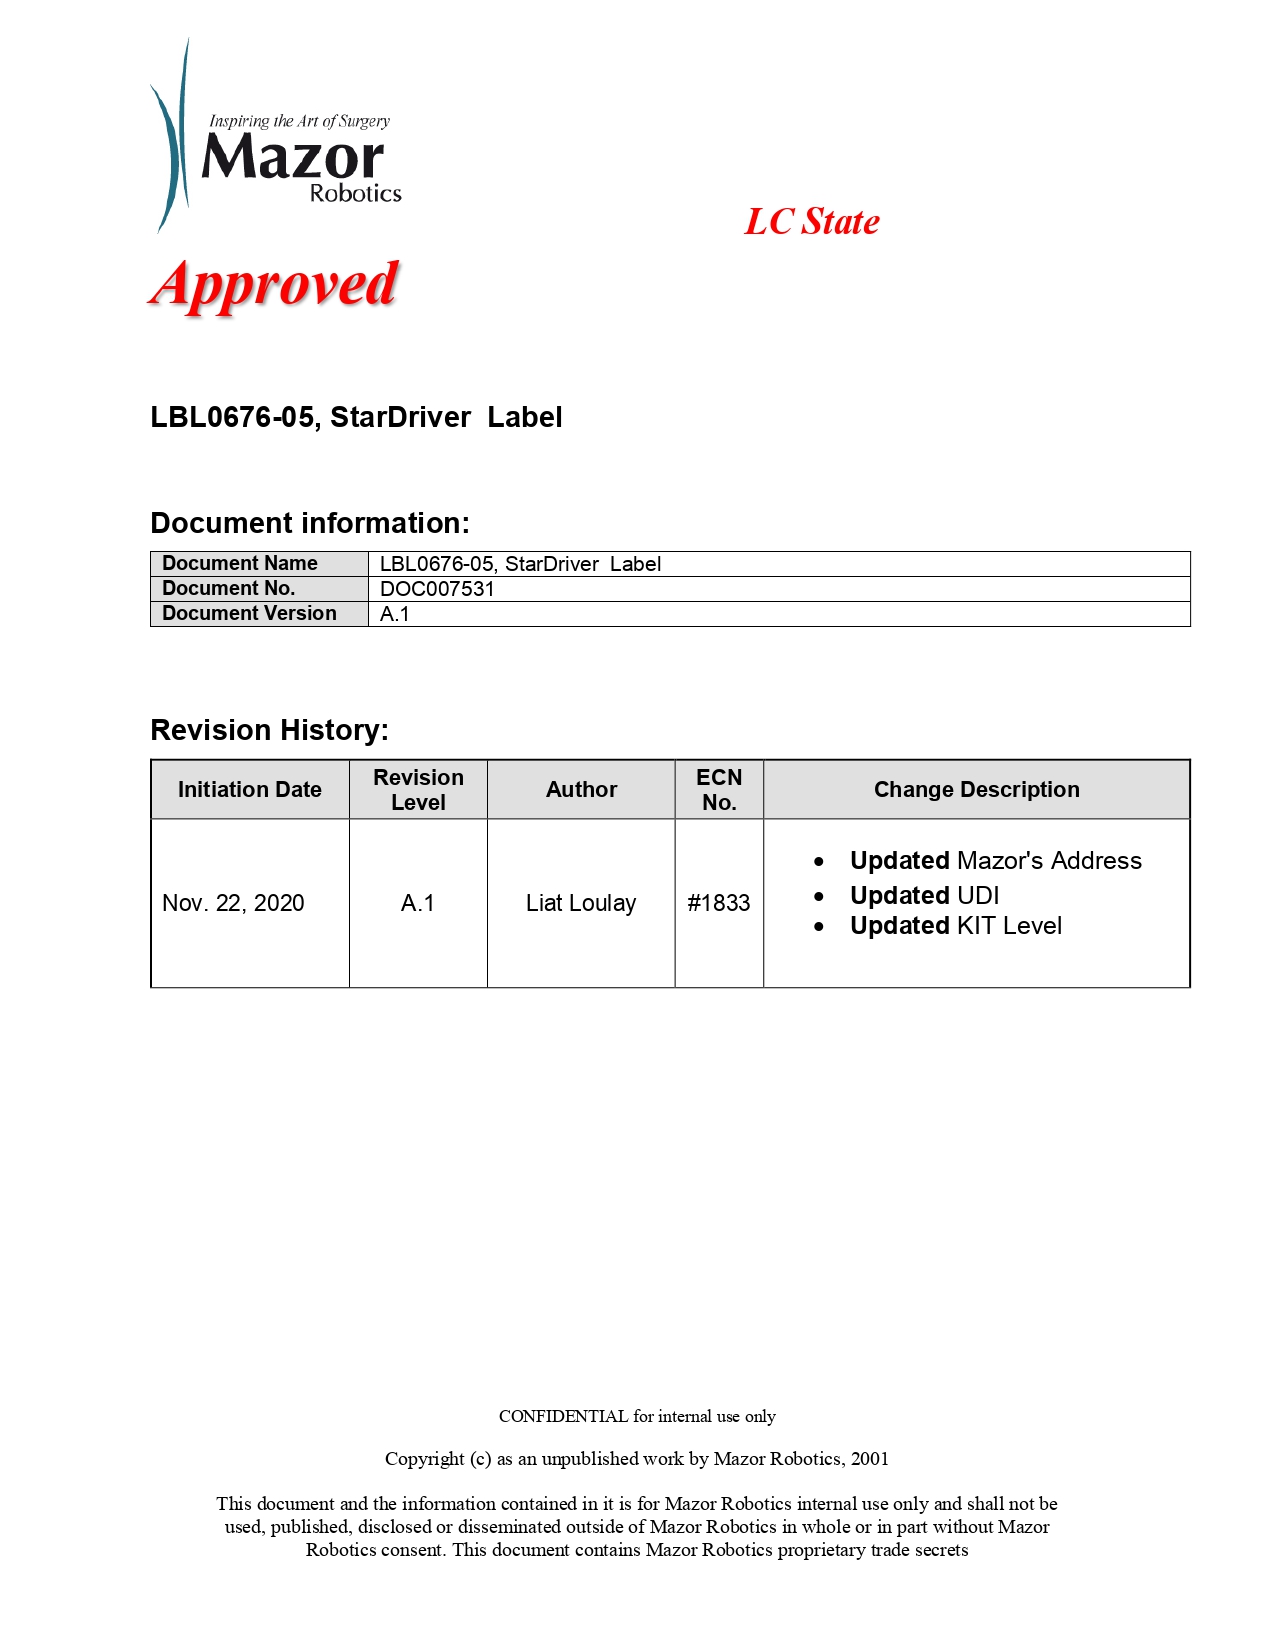 Inspiring the Art of Surgery
Mazor
Robotics
LC State
Approved
LBL0676-05, StarDriver  Label
Document information:
Document Name LBL0676-05, StarDriver  Label
Document No. DOC007531
Document Version A.1
Revision History:
Initiation Date Revision Level Author ECN No. Change Description
Nov. 22, 2020 A.1 Liat Loulay #1833
• Updated Mazor's Address
• Updated UDI
• Updated KIT Level
CONFIDENTIAL for internal use only
Copyright (c) as an unpublished work by Mazor Robotics, 2001
This document and the information contained in it is for Mazor Robotics internal use only and shall not be
used, published, disclosed or disseminated outside of Mazor Robotics in whole or in part without Mazor
Robotics consent. This document contains Mazor Robotics proprietary trade secrets